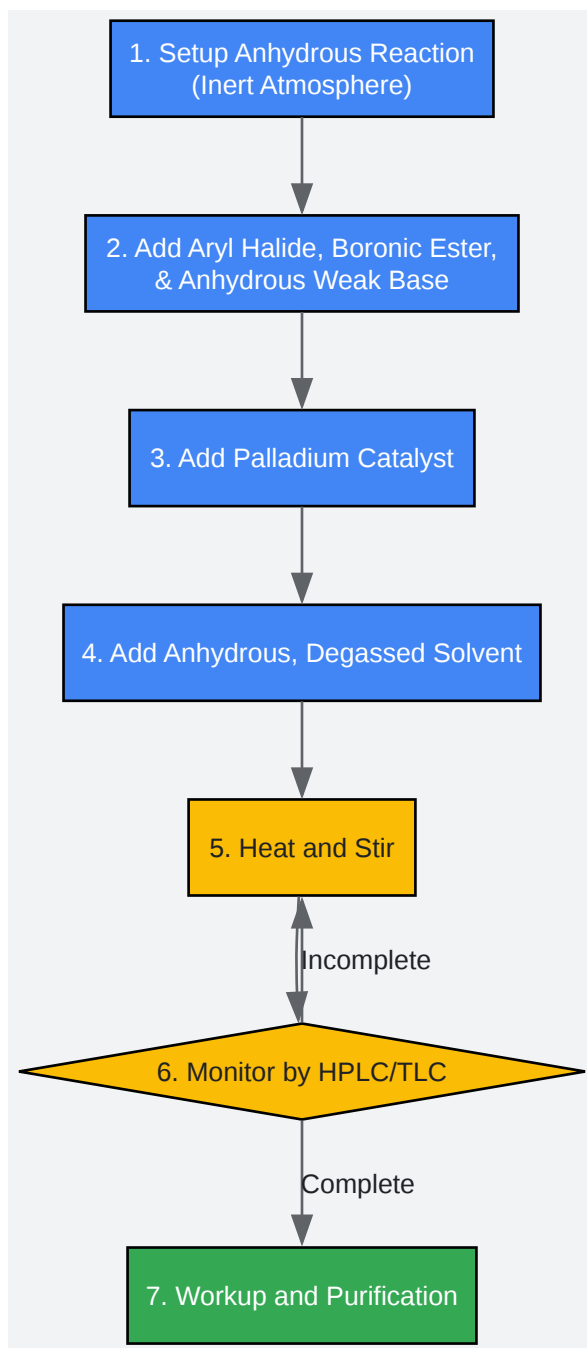 1. Setup Anhydrous Reaction
(Inert Atmosphere)
2. Add Aryl Halide, Boronic Ester,
& Anhydrous Weak Base
3. Add Palladium Catalyst
4. Add Anhydrous, Degassed Solvent
5. Heat and Stir
Incomplete
6. Monitor by HPLC/TLC
Complete
7. Workup and Purification